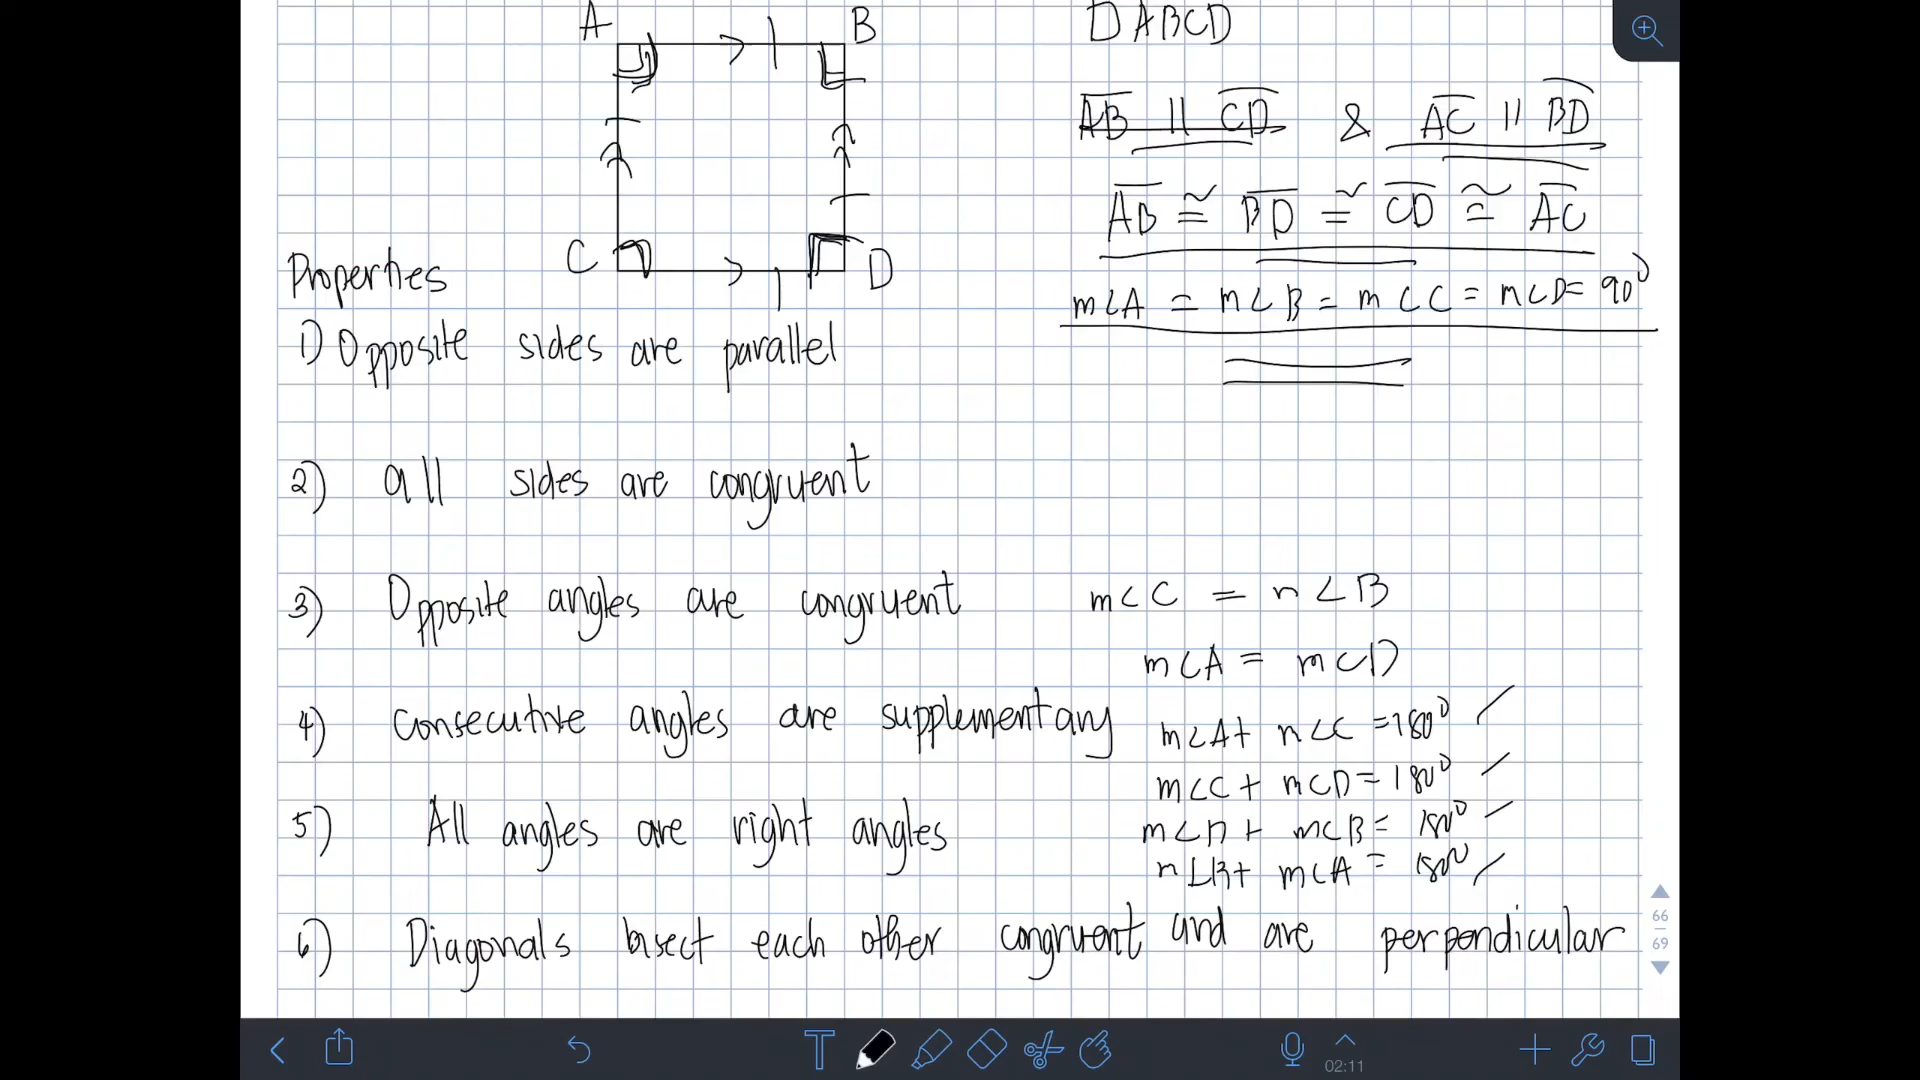 A B
□ ABCD
AB || CD & AC || BD
AB ≅ BD ≅ CD ≅ AC
C D
m∠A = m∠B = m∠C = m∠D = 90°
Properties
1) Opposite sides are parallel
2) all sides are congruent
3) Opposite angles are congruent
m∠C = m∠B
m∠A = m∠D
4) Consecutive angles are supplementary
m∠A + m∠C = 180°
m∠C + m∠D = 180°
5) All angles are right angles
m∠D + m∠B = 180°
m∠B + m∠A = 180°
6) Diagonals bisect each other congruent and are perpendicular
66
69
T
02:11